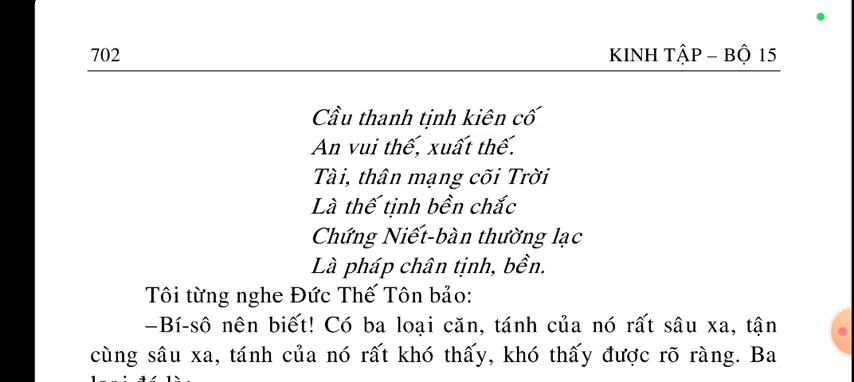 702 KINH TẬP – BỘ 15
Cầu thanh tịnh kiên cố
An vui thế, xuất thế.
Tài, thân mạng cõi Trời
Là thế tịnh bền chắc
Chứng Niết-bàn thường lạc
Là pháp chân tịnh, bền.
Tôi từng nghe Đức Thế Tôn bảo:
–Bí-sô nên biết! Có ba loại căn, tánh của nó rất sâu xa, tận
cùng sâu xa, tánh của nó rất khó thấy, khó thấy được rõ ràng. Ba
loại đó là: